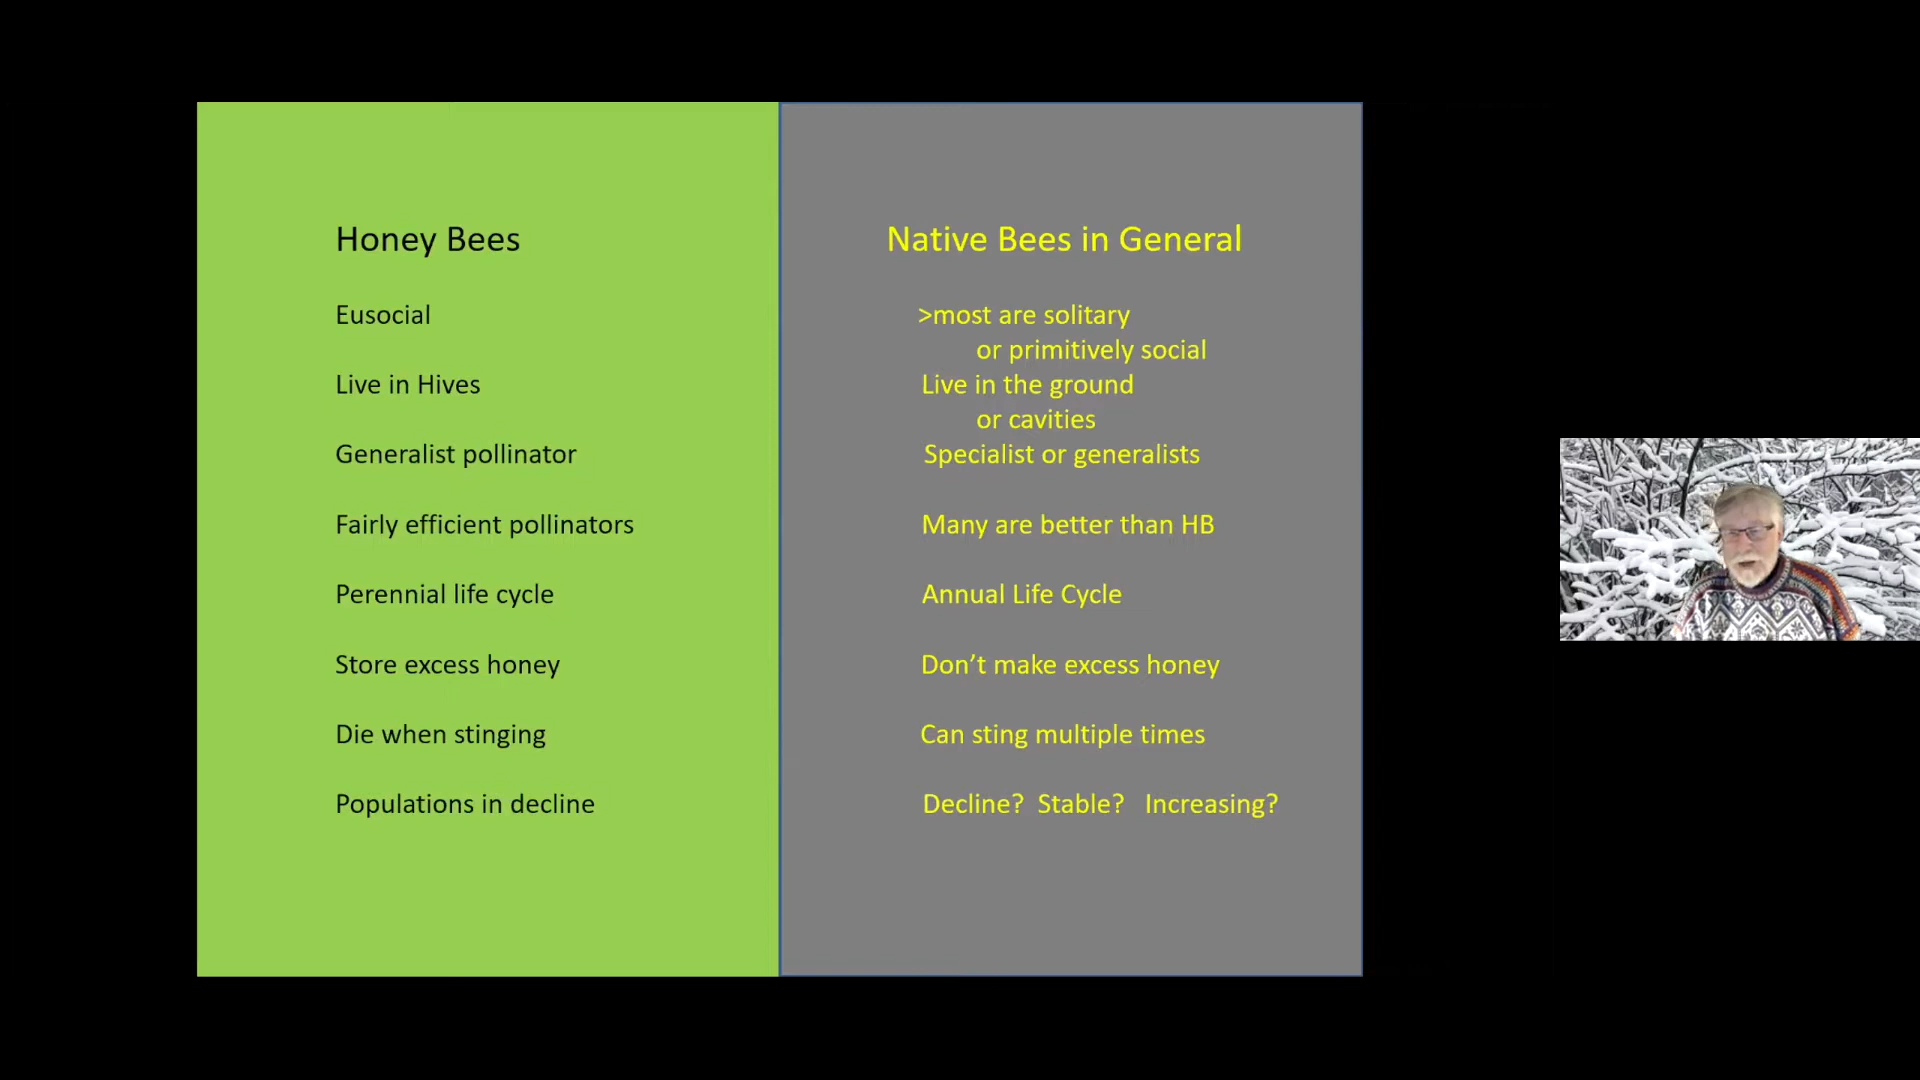 Honey Bees
Eusocial
Live in Hives
Generalist pollinator
Fairly efficient pollinators
Perennial life cycle
Store excess honey
Die when stinging
Populations in decline
Native Bees in General
>most are solitary
or primitively social
Live in the ground
or cavities
Specialist or generalists
Many are better than HB
Annual Life Cycle
Don’t make excess honey
Can sting multiple times
Decline?  Stable?   Increasing?